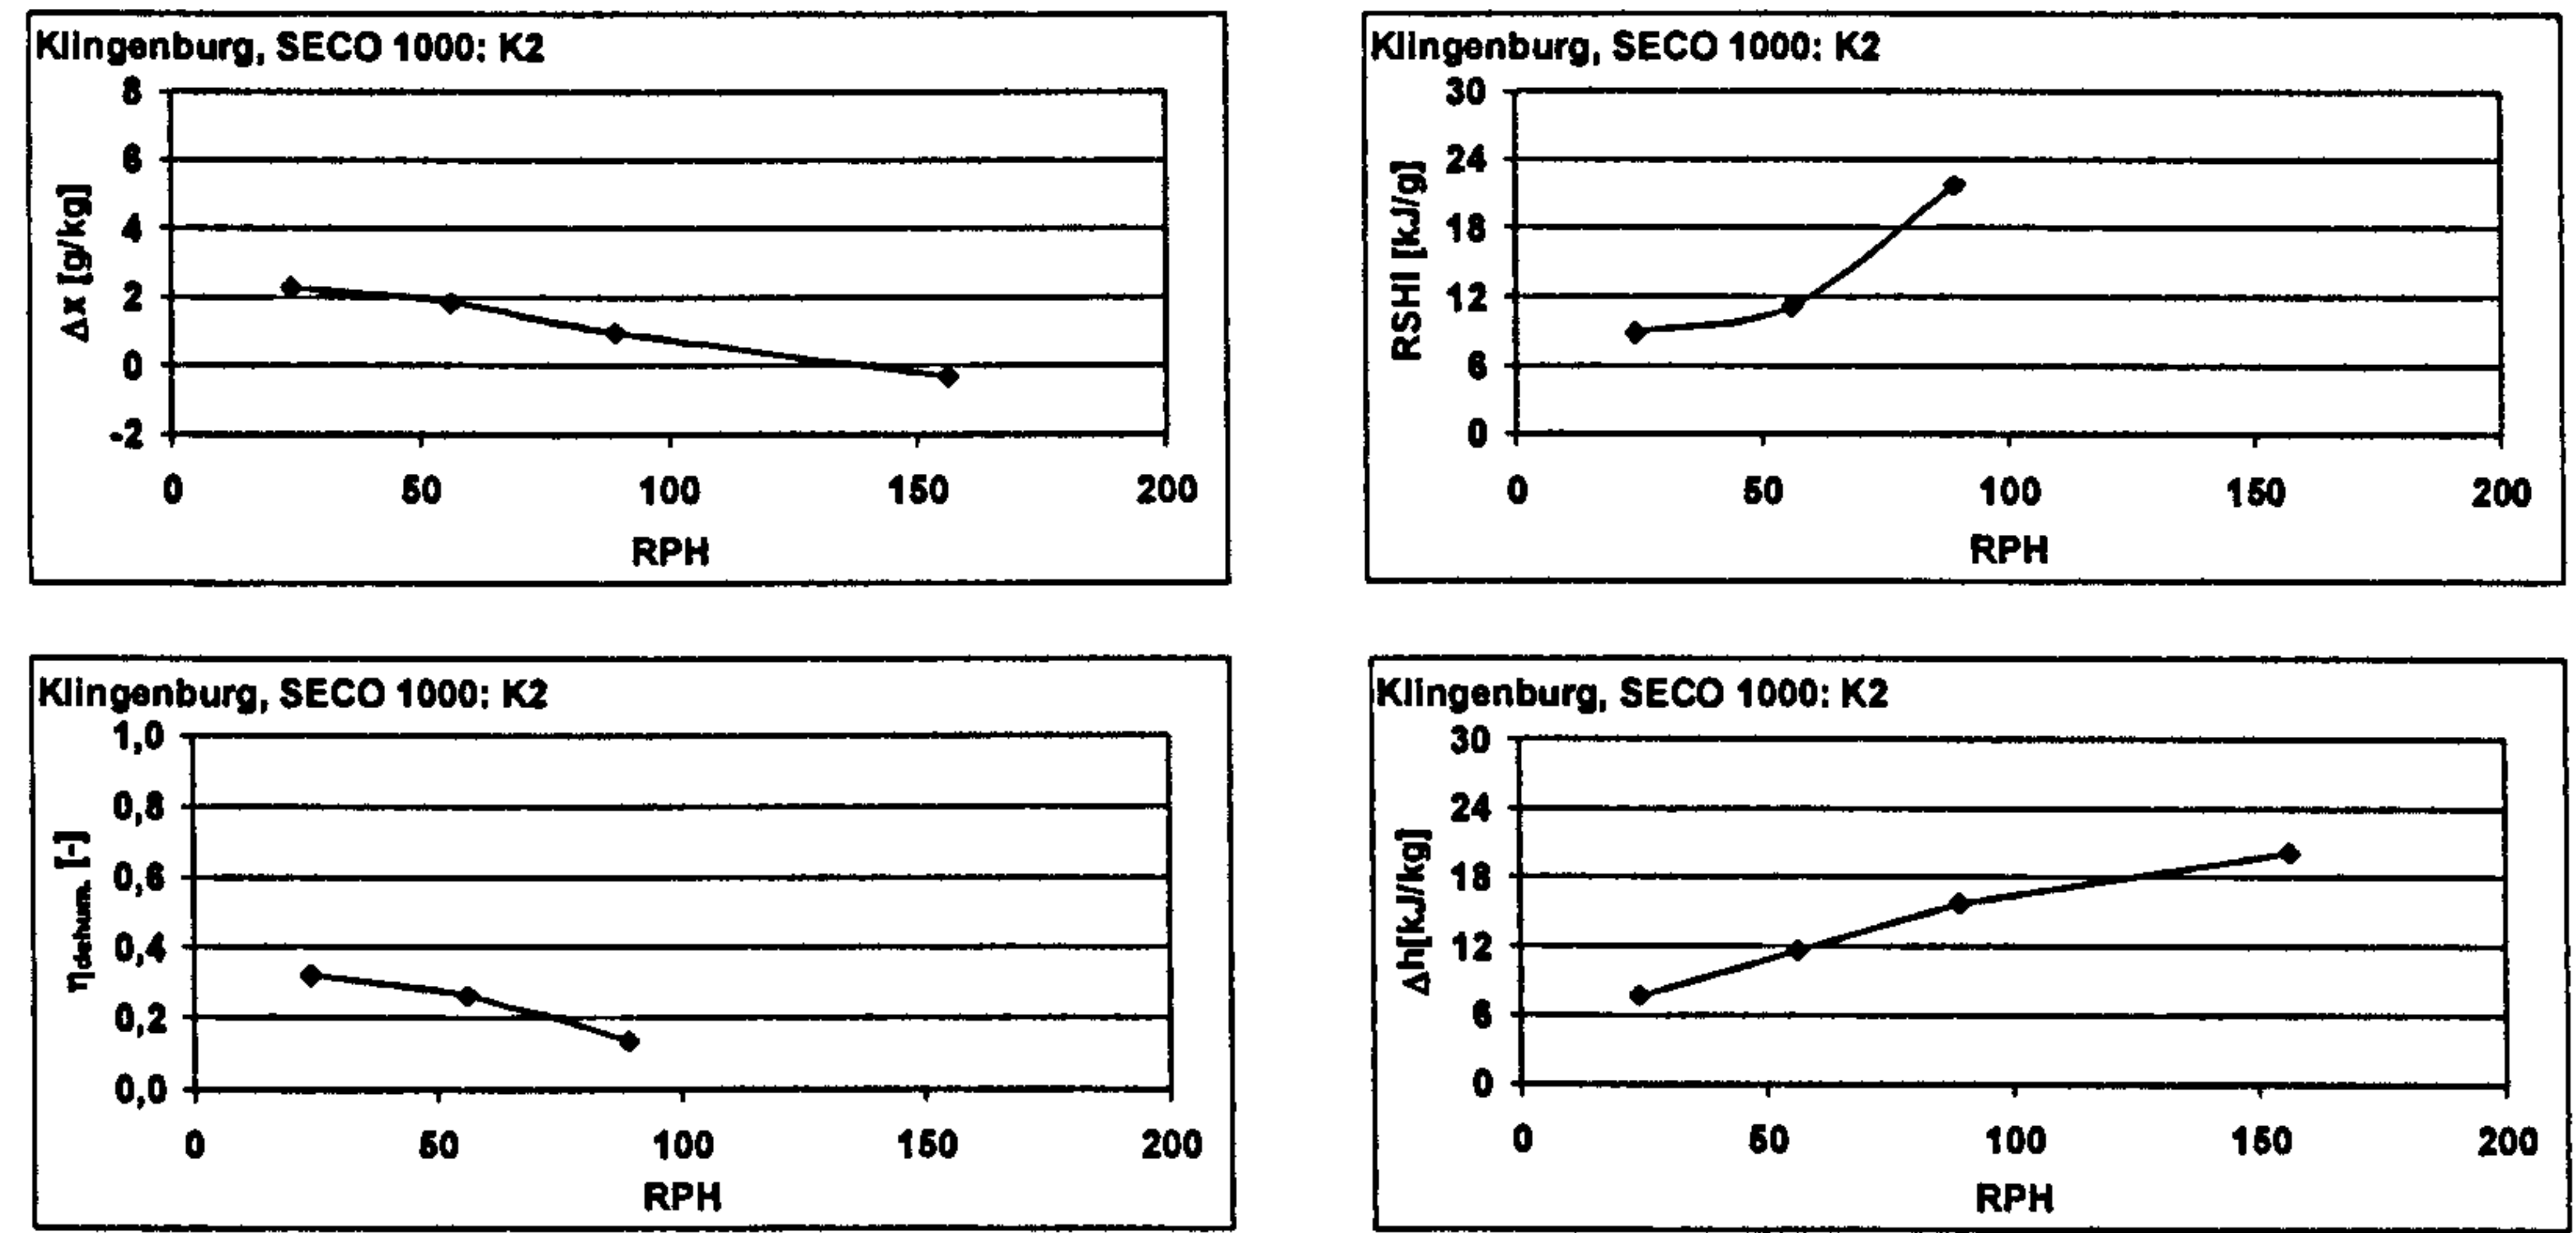 Klingenburg, SECO 1000: K2
8
6
4
2
0
-2
Δx [g/kg]
0 50 100 150 200
RPH
Klingenburg, SECO 1000: K2
30
24
18
12
6
0
RSHI [kJ/g]
0 50 100 150 200
RPH
Klingenburg, SECO 1000: K2
1,0
0,8
0,6
0,4
0,2
0,0
ηdehum. [-]
0 50 100 150 200
RPH
Klingenburg, SECO 1000: K2
30
24
18
12
6
0
Δh[kJ/kg]
0 50 100 150 200
RPH